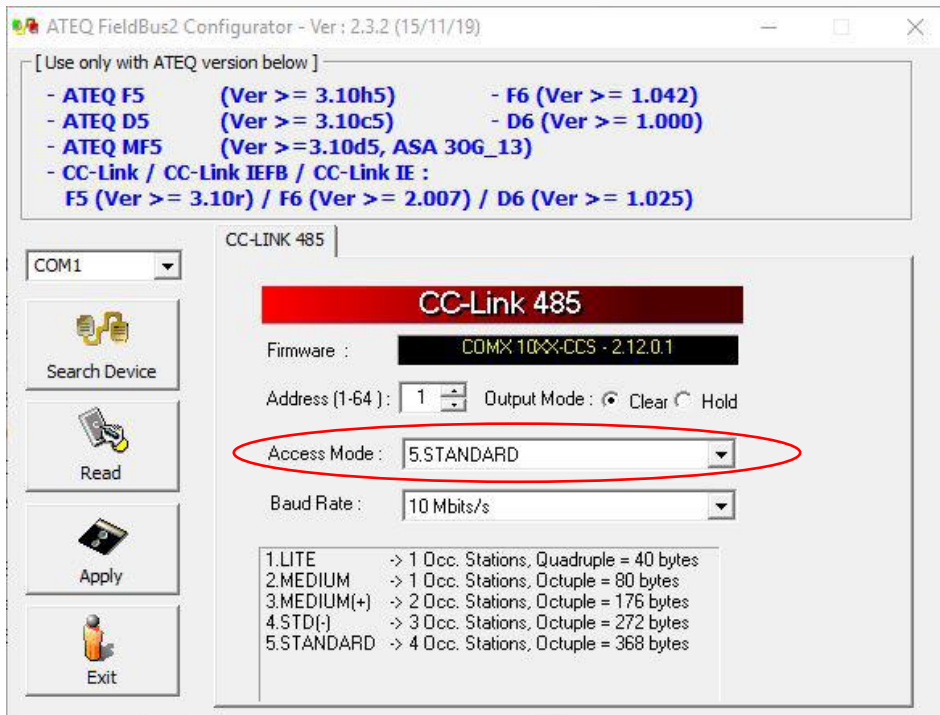 ATEQ FieldBus2 Configurator - Ver : 2.3.2 (15/11/19)
[ Use only with ATEQ version below ]
- ATEQ F5 (Ver >= 3.10h5) - F6 (Ver >= 1.042)
- ATEQ D5 (Ver >= 3.10c5) - D6 (Ver >= 1.000)
- ATEQ MF5 (Ver >=3.10d5, ASA 3OG_13)
- CC-Link / CC-Link IEFB / CC-Link IE :
F5 (Ver >= 3.10r) / F6 (Ver >= 2.007) / D6 (Ver >= 1.025)
COM1
Search Device
Read
Apply
Exit
CC-LINK 485
CC-Link 485
Firmware : COMX 10XX-CCS - 2.12.0.1
Address (1-64 ) : 1 Output Mode : Clear Hold
Access Mode : 5.STANDARD
Baud Rate : 10 Mbits/s
1.LITE -> 1 Occ. Stations, Quadruple = 40 bytes
2.MEDIUM -> 1 Occ. Stations, Octuple = 80 bytes
3.MEDIUM(+) -> 2 Occ. Stations, Octuple = 176 bytes
4.STD(-) -> 3 Occ. Stations, Octuple = 272 bytes
5.STANDARD -> 4 Occ. Stations, Octuple = 368 bytes